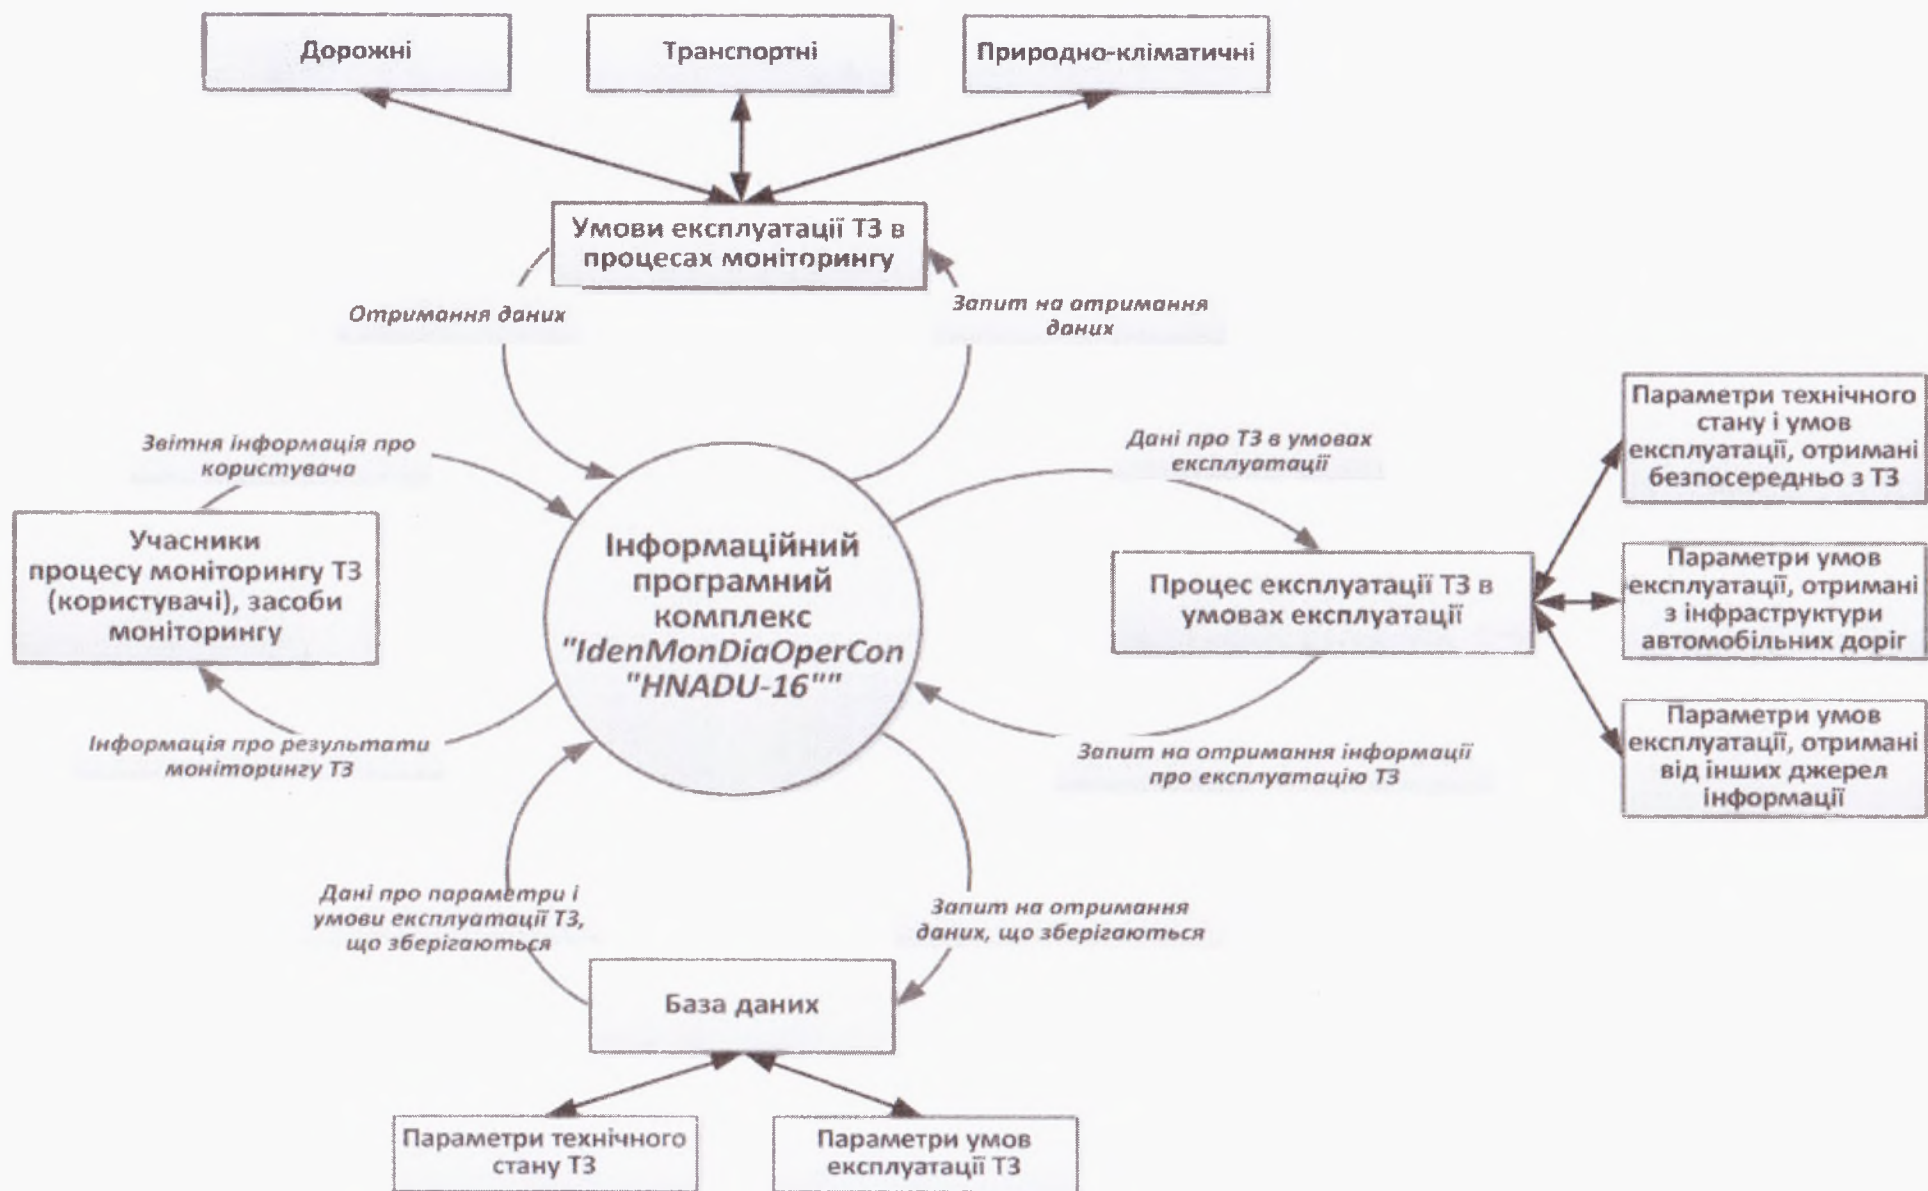 Дорожні
Транспортні
Природно-кліматичні
Умови експлуатації ТЗ в
процесах моніторингу
Отримання даних
Запит на отримання
даних
Звітня інформація про
користувача
Дані про ТЗ в умовах
експлуатації
Параметри технічного
стану і умов
експлуатації, отримані
безпосередньо з ТЗ
Учасники
процесу моніторингу ТЗ
(користувачі), засоби
моніторингу
Інформаційний
програмний
комплекс
"IdenMonDiaOperCon
"HNADU-16""
Процес експлуатації ТЗ в
умовах експлуатації
Параметри умов
експлуатації, отримані
з інфраструктури
автомобільних доріг
Інформація про результати
моніторингу ТЗ
Запит на отримання інформації
про експлуатацію ТЗ
Параметри умов
експлуатації, отримані
від інших джерел
інформації
Дані про параметри і
умови експлуатації ТЗ,
що зберігаються
Запит на отримання
даних, що зберігаються
База даних
Параметри технічного
стану ТЗ
Параметри умов
експлуатації ТЗ